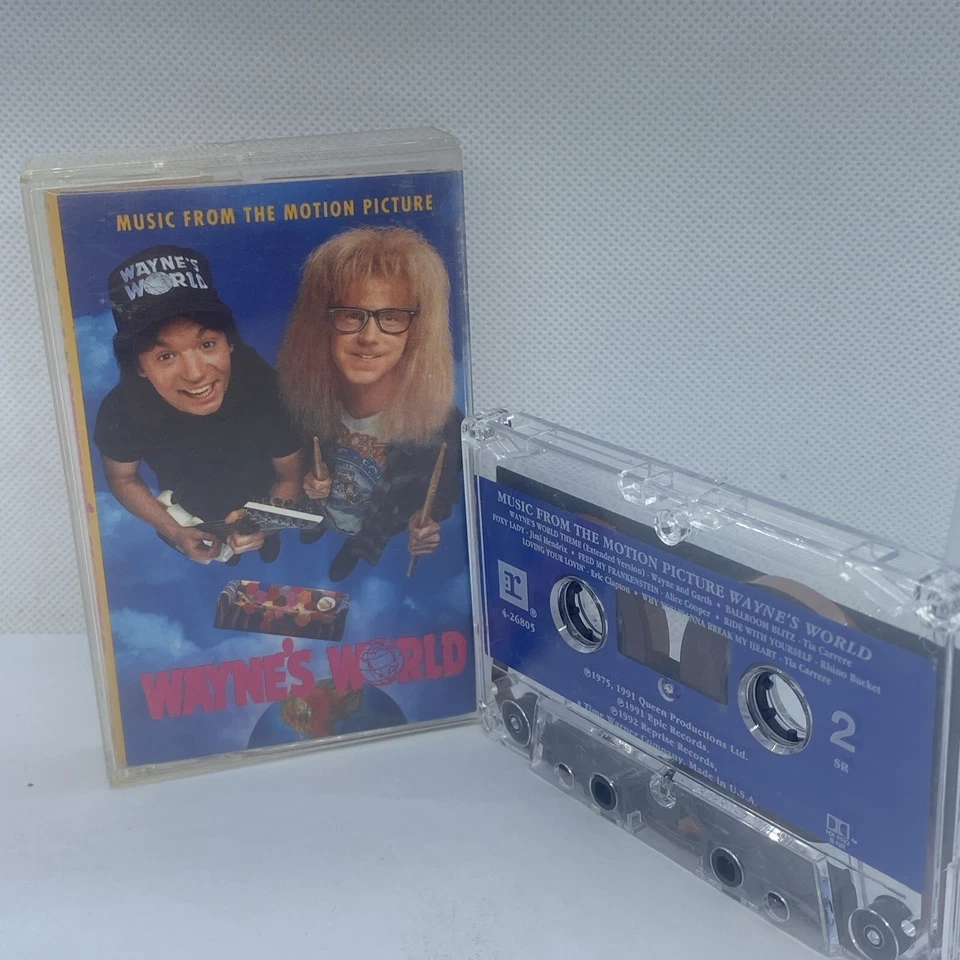 MUSIC FROM THE MOTION PICTURE
WAYNE'S
WORLD
WAYNE'S WORLD
MUSIC FROM THE MOTION PICTURE WAYNE'S WORLD
WAYNE'S WORLD THEME (Extended Version) - Wayne and Garth • BALLROOM BLITZ - Tia Carrere
FOXY LADY - Jimi Hendrix • FEED MY FRANKENSTEIN - Alice Cooper • RIDE WITH YOURSELF - Rhino Bucket
LOVING YOUR LOVIN' - Eric Clapton • WHY YOU WANNA BREAK MY HEART - Tia Carrere
r®
4-26805
℗1975, 1991 Queen Productions Ltd.
℗1991 Epic Records.
©1992 Reprise Records,
a Time Warner Company. Made in U.S.A.
2
SR